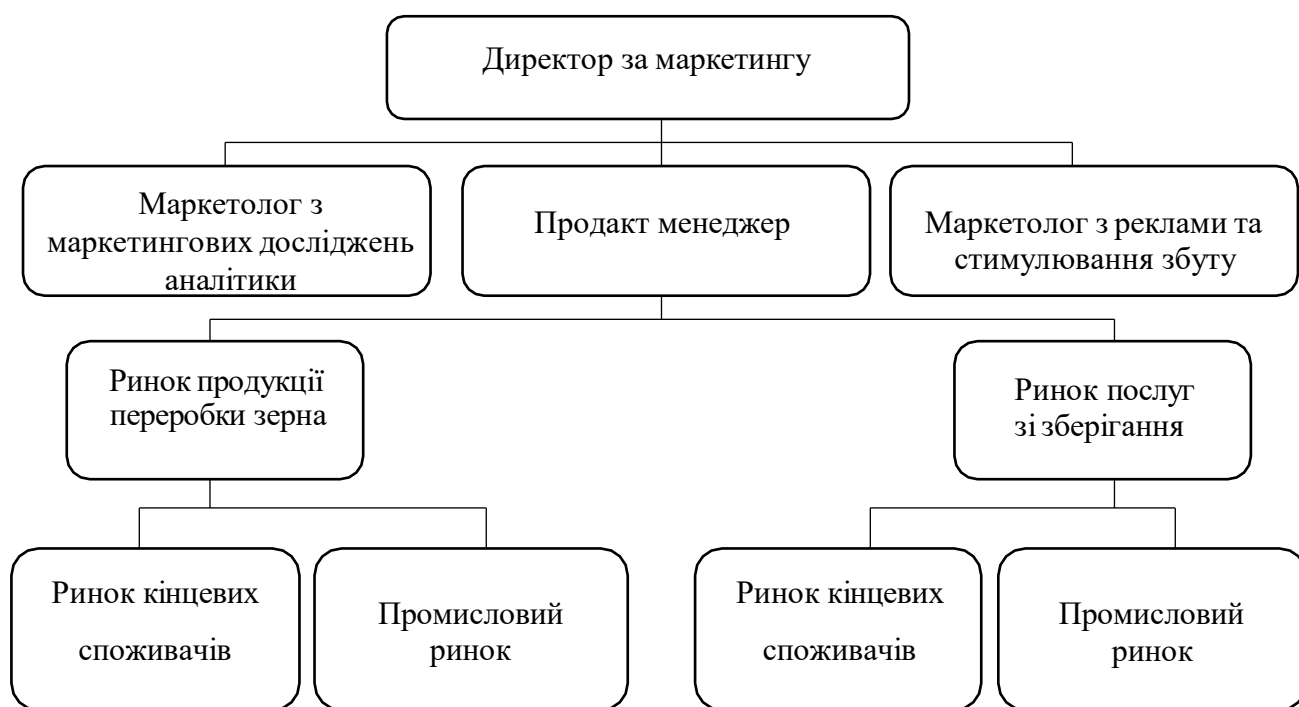 Директор за маркетингу
Маркетолог з
маркетингових досліджень
аналітики
Продакт менеджер
Маркетолог з реклами та
стимулювання збуту
Ринок продукції
переробки зерна
Ринок послуг
зі зберігання
Ринок кінцевих
споживачів
Промисловий
ринок
Ринок кінцевих
споживачів
Промисловий
ринок